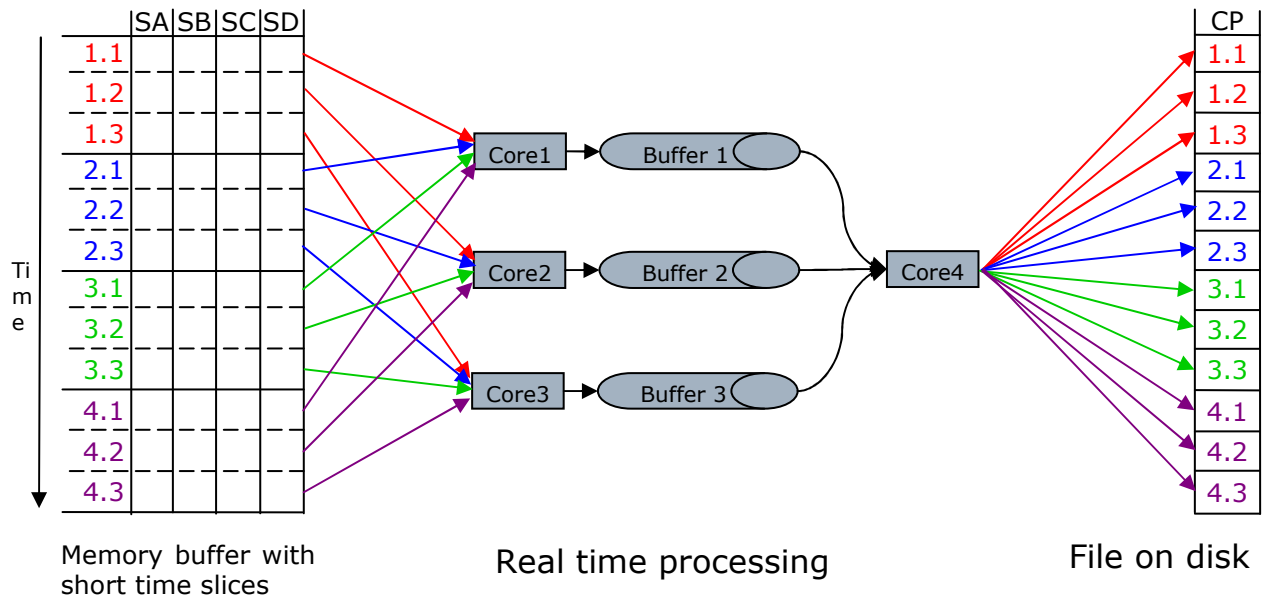 SA SB SC SD
CP
1.1
1.2
1.3
2.1
2.2
2.3
3.1
3.2
3.3
4.1
4.2
4.3
Ti
m
e
Core1
Buffer 1
Core2
Buffer 2
Core3
Buffer 3
Core4
1.1
1.2
1.3
2.1
2.2
2.3
3.1
3.2
3.3
4.1
4.2
4.3
Memory buffer with
short time slices
Real time processing
File on disk